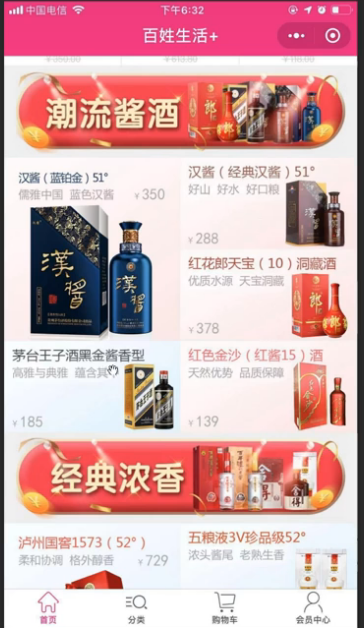 中国电信
下午6:32
百姓生活+
潮流酱酒
汉酱（蓝铂金）51°
儒雅中国 蓝色汉酱
¥350
漢酱
汉酱（经典汉酱）51°
好山 好水 好口粮
¥288
红花郎天宝（10）洞藏酒
优质水源 天宝洞藏
¥378
茅台王子酒黑金酱香型
高雅与典雅 蕴含其
¥185
红色金沙（红酱15）酒
天然优势 品质保障
¥139
经典浓香
泸州国窖1573（52°）
柔和协调 格外醇香
¥729
五粮液3V珍品级52°
浓头酱尾 老熟生香
首页
分类
购物车
会员中心